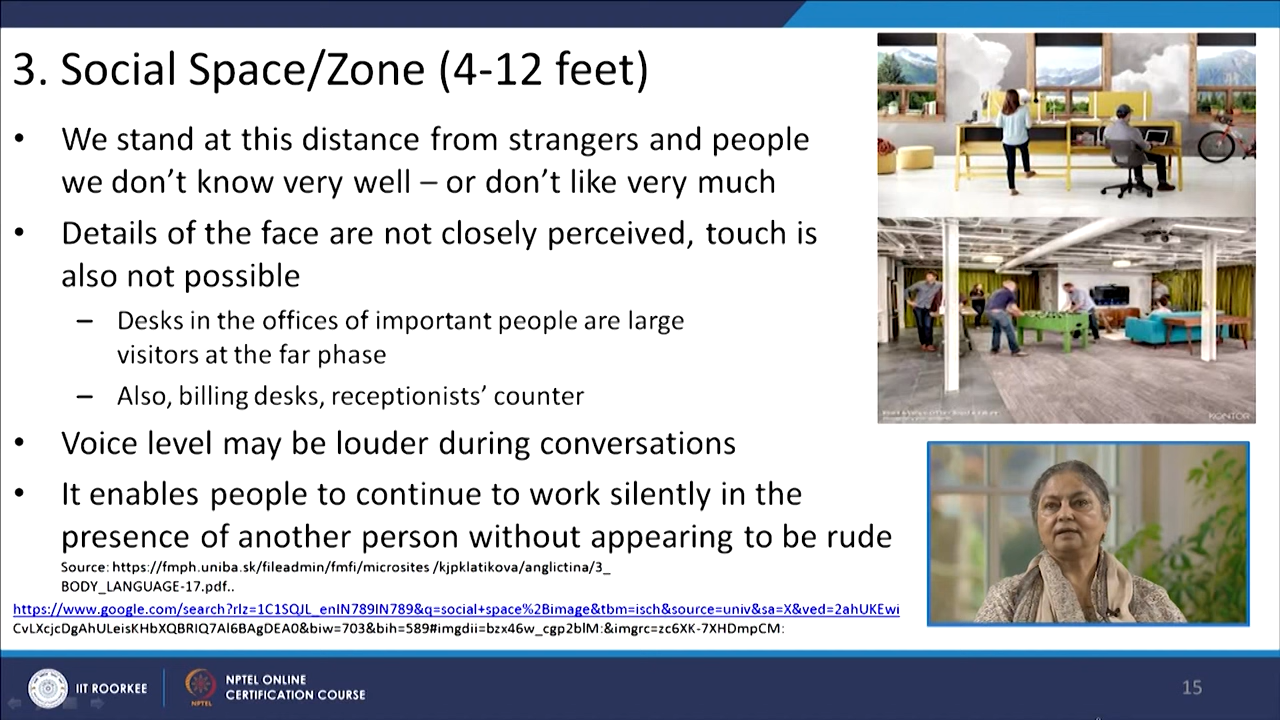 3. Social Space/Zone (4-12 feet)
• We stand at this distance from strangers and people
we don't know very well – or don't like very much
• Details of the face are not closely perceived, touch is
also not possible
– Desks in the offices of important people are large
visitors at the far phase
– Also, billing desks, receptionists' counter
• Voice level may be louder during conversations
• It enables people to continue to work silently in the
presence of another person without appearing to be rude
Source: https://fmph.uniba.sk/fileadmin/fmfi/microsites /kjpklatikova/anglictina/3_
BODY_LANGUAGE-17.pdf..
https://www.google.com/search?rlz=1C1SQJL_enIN789IN789&q=social+space%2Bimage&tbm=isch&source=univ&sa=X&ved=2ahUKEwi
CvLXcjcDgAhULeisKHbXQBRIQ7Al6BAgDEA0&biw=703&bih=589#imgdii=bzx46w_cgp2blM:&imgrc=zc6XK-7XHDmpCM:
KONTOR
IIT ROORKEE
NPTEL
NPTEL ONLINE
CERTIFICATION COURSE
15